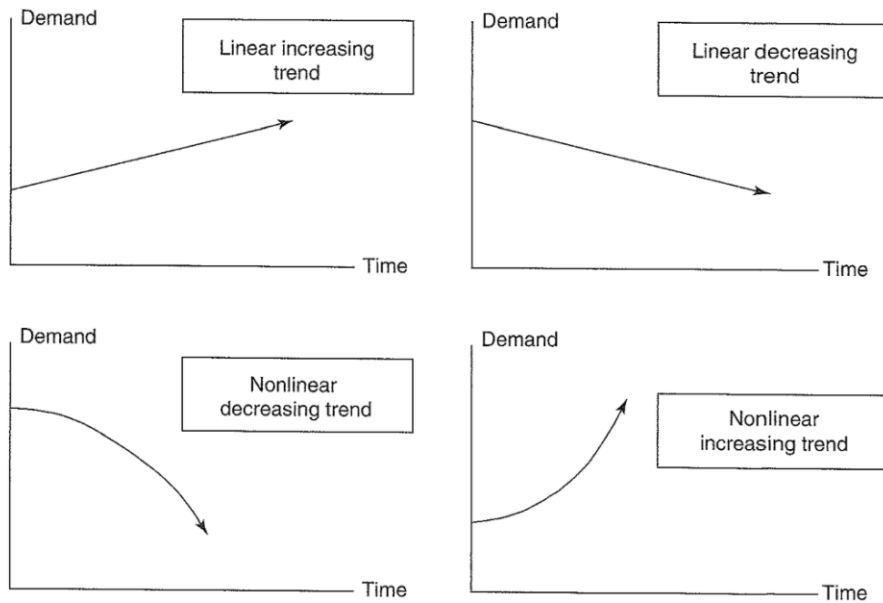 Demand
Linear increasing
trend
Time
Demand
Linear decreasing
trend
Time
Demand
Nonlinear
decreasing trend
Time
Demand
Nonlinear
increasing trend
Time